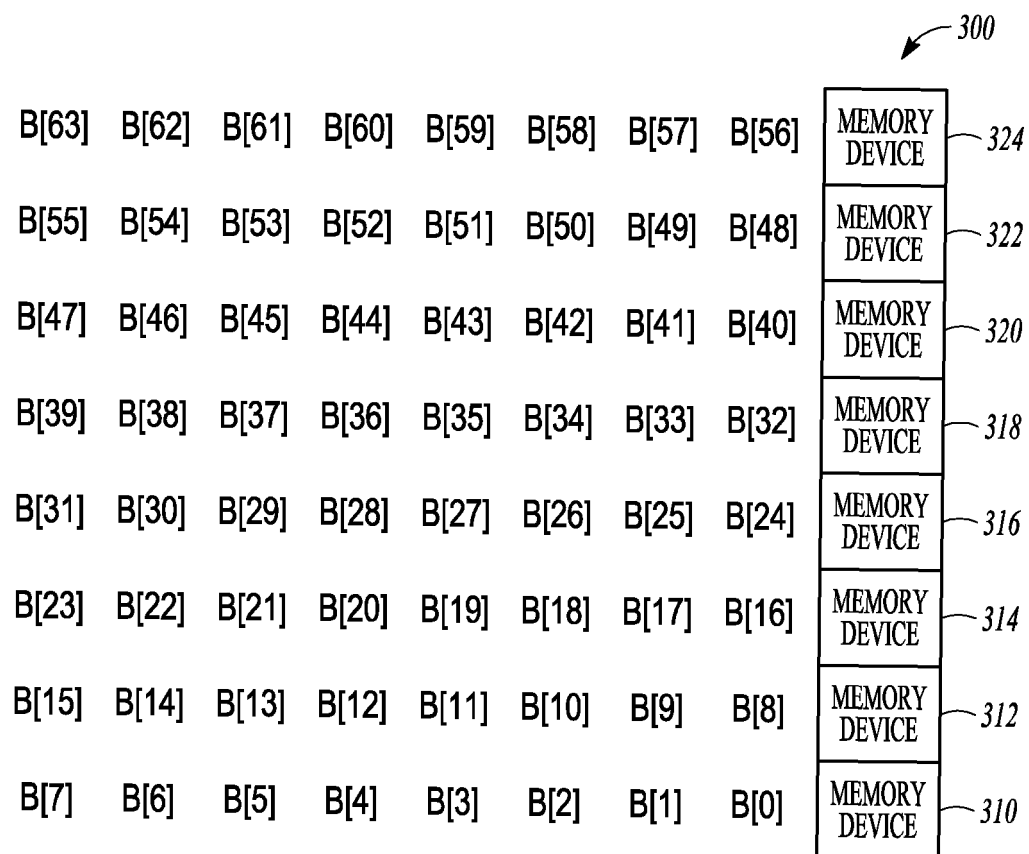 300
B[63] B[62] B[61] B[60] B[59] B[58] B[57] B[56] MEMORY DEVICE 324
B[55] B[54] B[53] B[52] B[51] B[50] B[49] B[48] MEMORY DEVICE 322
B[47] B[46] B[45] B[44] B[43] B[42] B[41] B[40] MEMORY DEVICE 320
B[39] B[38] B[37] B[36] B[35] B[34] B[33] B[32] MEMORY DEVICE 318
B[31] B[30] B[29] B[28] B[27] B[26] B[25] B[24] MEMORY DEVICE 316
B[23] B[22] B[21] B[20] B[19] B[18] B[17] B[16] MEMORY DEVICE 314
B[15] B[14] B[13] B[12] B[11] B[10] B[9] B[8] MEMORY DEVICE 312
B[7] B[6] B[5] B[4] B[3] B[2] B[1] B[0] MEMORY DEVICE 310